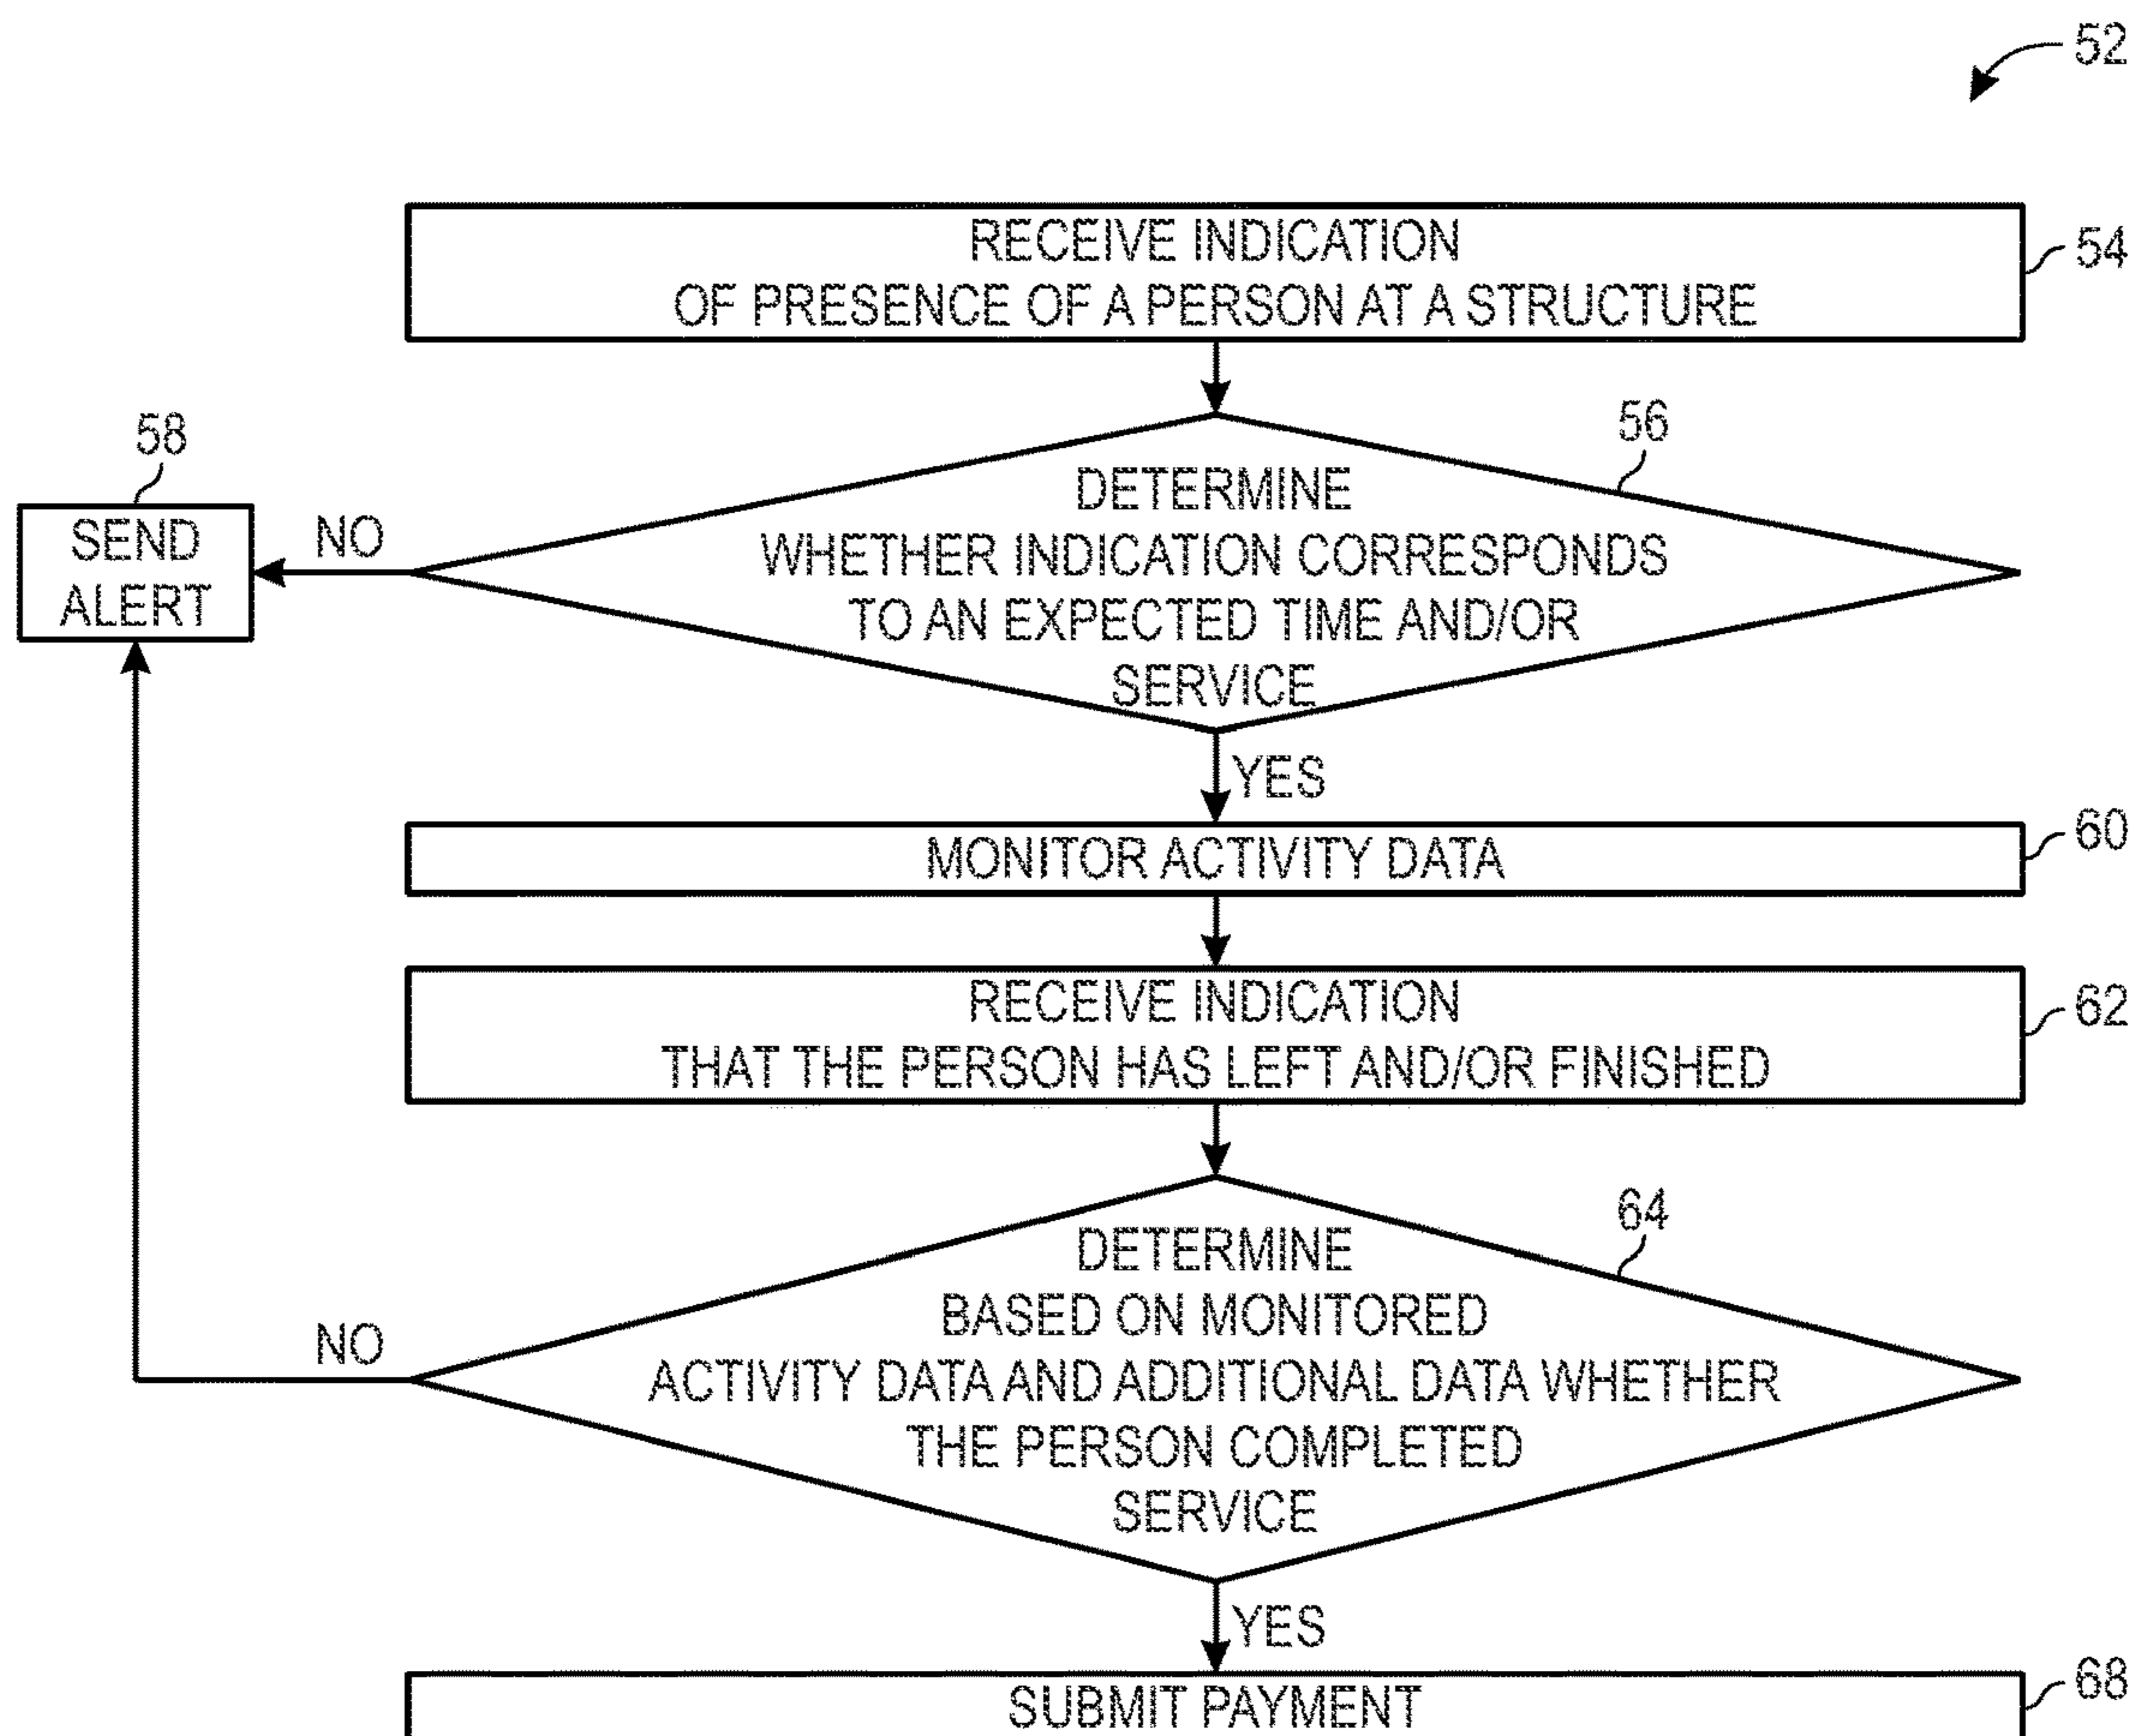 52
RECEIVE INDICATION
OF PRESENCE OF A PERSON AT A STRUCTURE
54
58
56
SEND
ALERT
NO
DETERMINE
WHETHER INDICATION CORRESPONDS
TO AN EXPECTED TIME AND/OR
SERVICE
YES
MONITOR ACTIVITY DATA
60
RECEIVE INDICATION
THAT THE PERSON HAS LEFT AND/OR FINISHED
62
64
NO
DETERMINE
BASED ON MONITORED
ACTIVITY DATA AND ADDITIONAL DATA WHETHER
THE PERSON COMPLETED
SERVICE
YES
SUBMIT PAYMENT
68